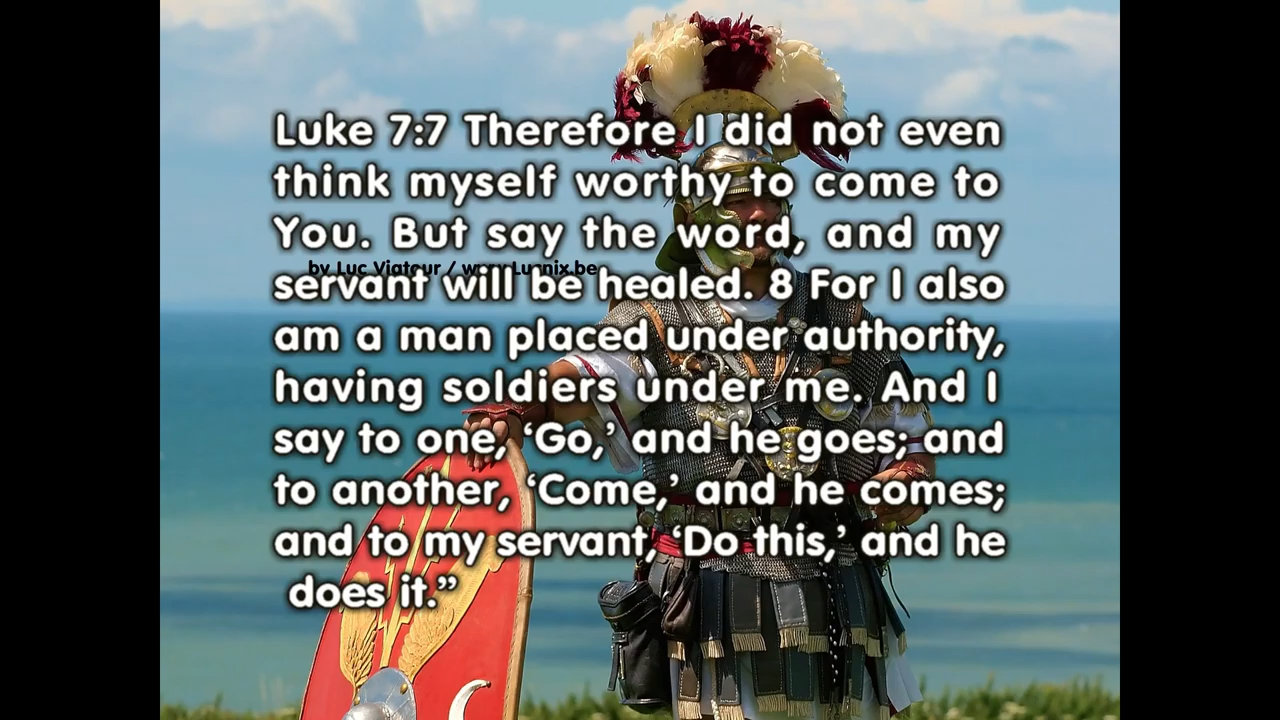 Luke 7:7 Therefore I did not even
think myself worthy to come to
You. But say the word, and my
by Luc Viatour / www.Lucnix.be
servant will be healed. 8 For I also
am a man placed under authority,
having soldiers under me. And I
say to one, ‘Go,’ and he goes; and
to another, ‘Come,’ and he comes;
and to my servant, ‘Do this,’ and he
does it.”